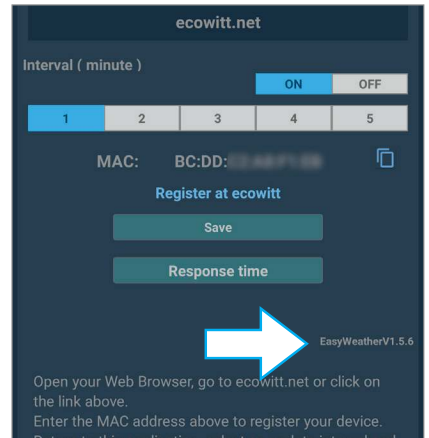 ecowitt.net
Interval ( minute )
ON OFF
1 2 3 4 5
MAC: BC:DD:
Register at ecowitt
Save
Response time
EasyWeatherV1.5.6
Open your Web Browser, go to ecowitt.net or click on
the link above.
Enter the MAC address above to register your device.